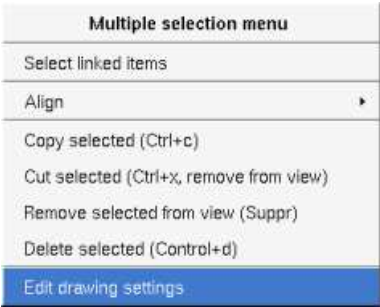 Multiple selection menu
Select linked items
Align
Copy selected (Ctrl+c)
Cut selected (Ctrl+x, remove from view)
Remove selected from view (Suppr)
Delete selected (Control+d)
Edit drawing settings